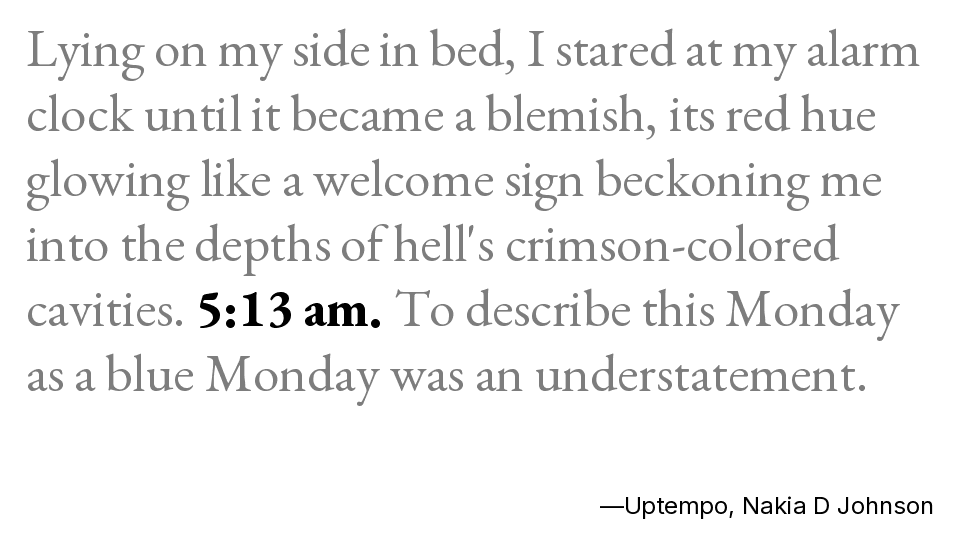 Lying on my side in bed, I stared at my alarm
clock until it became a blemish, its red hue
glowing like a welcome sign beckoning me
into the depths of hell's crimson-colored
cavities. 5:13 am. To describe this Monday
as a blue Monday was an understatement.
—Uptempo, Nakia D Johnson